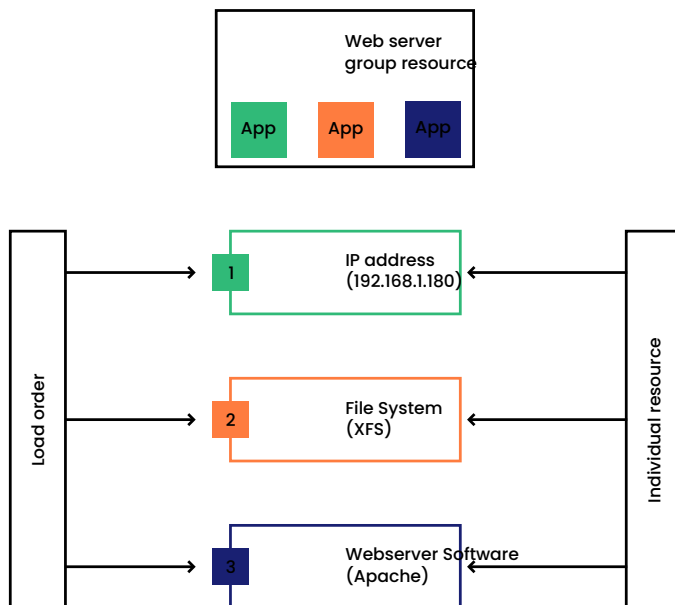 Web server
group resource
App
App
App
Load order
1
IP address
(192.168.1.180)
2
File System
(XFS)
3
Webserver Software
(Apache)
Individual resource